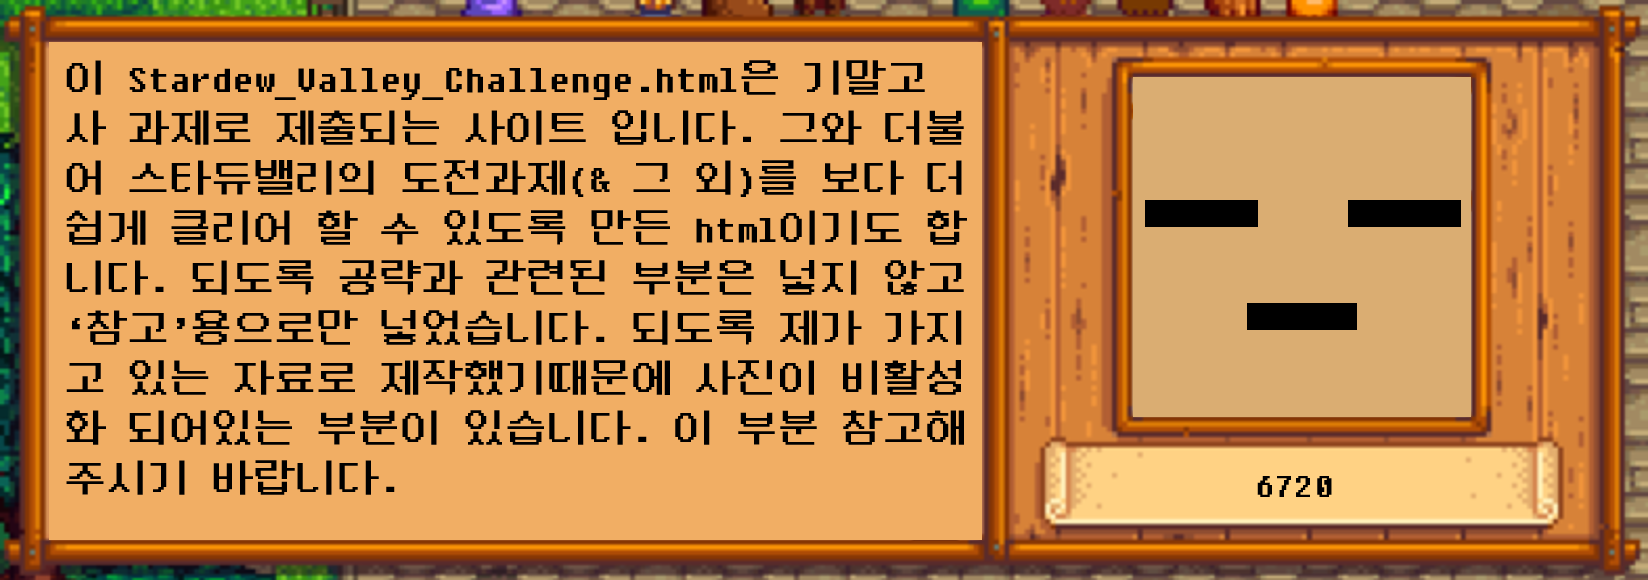 이 Stardew_Valley_Challenge.html은 기말고
사 과제로 제출되는 사이트 입니다. 그와 더불
어 스타듀밸리의 도전과제(& 그 외)를 보다 더
쉽게 클리어 할 수 있도록 만든 html이기도 합
니다. 되도록 공략과 관련된 부분은 넣지 않고
‘참고’용으로만 넣었습니다. 되도록 제가 가지
고 있는 자료로 제작했기때문에 사진이 비활성
화 되어있는 부분이 있습니다. 이 부분 참고해
주시기 바랍니다.
6720